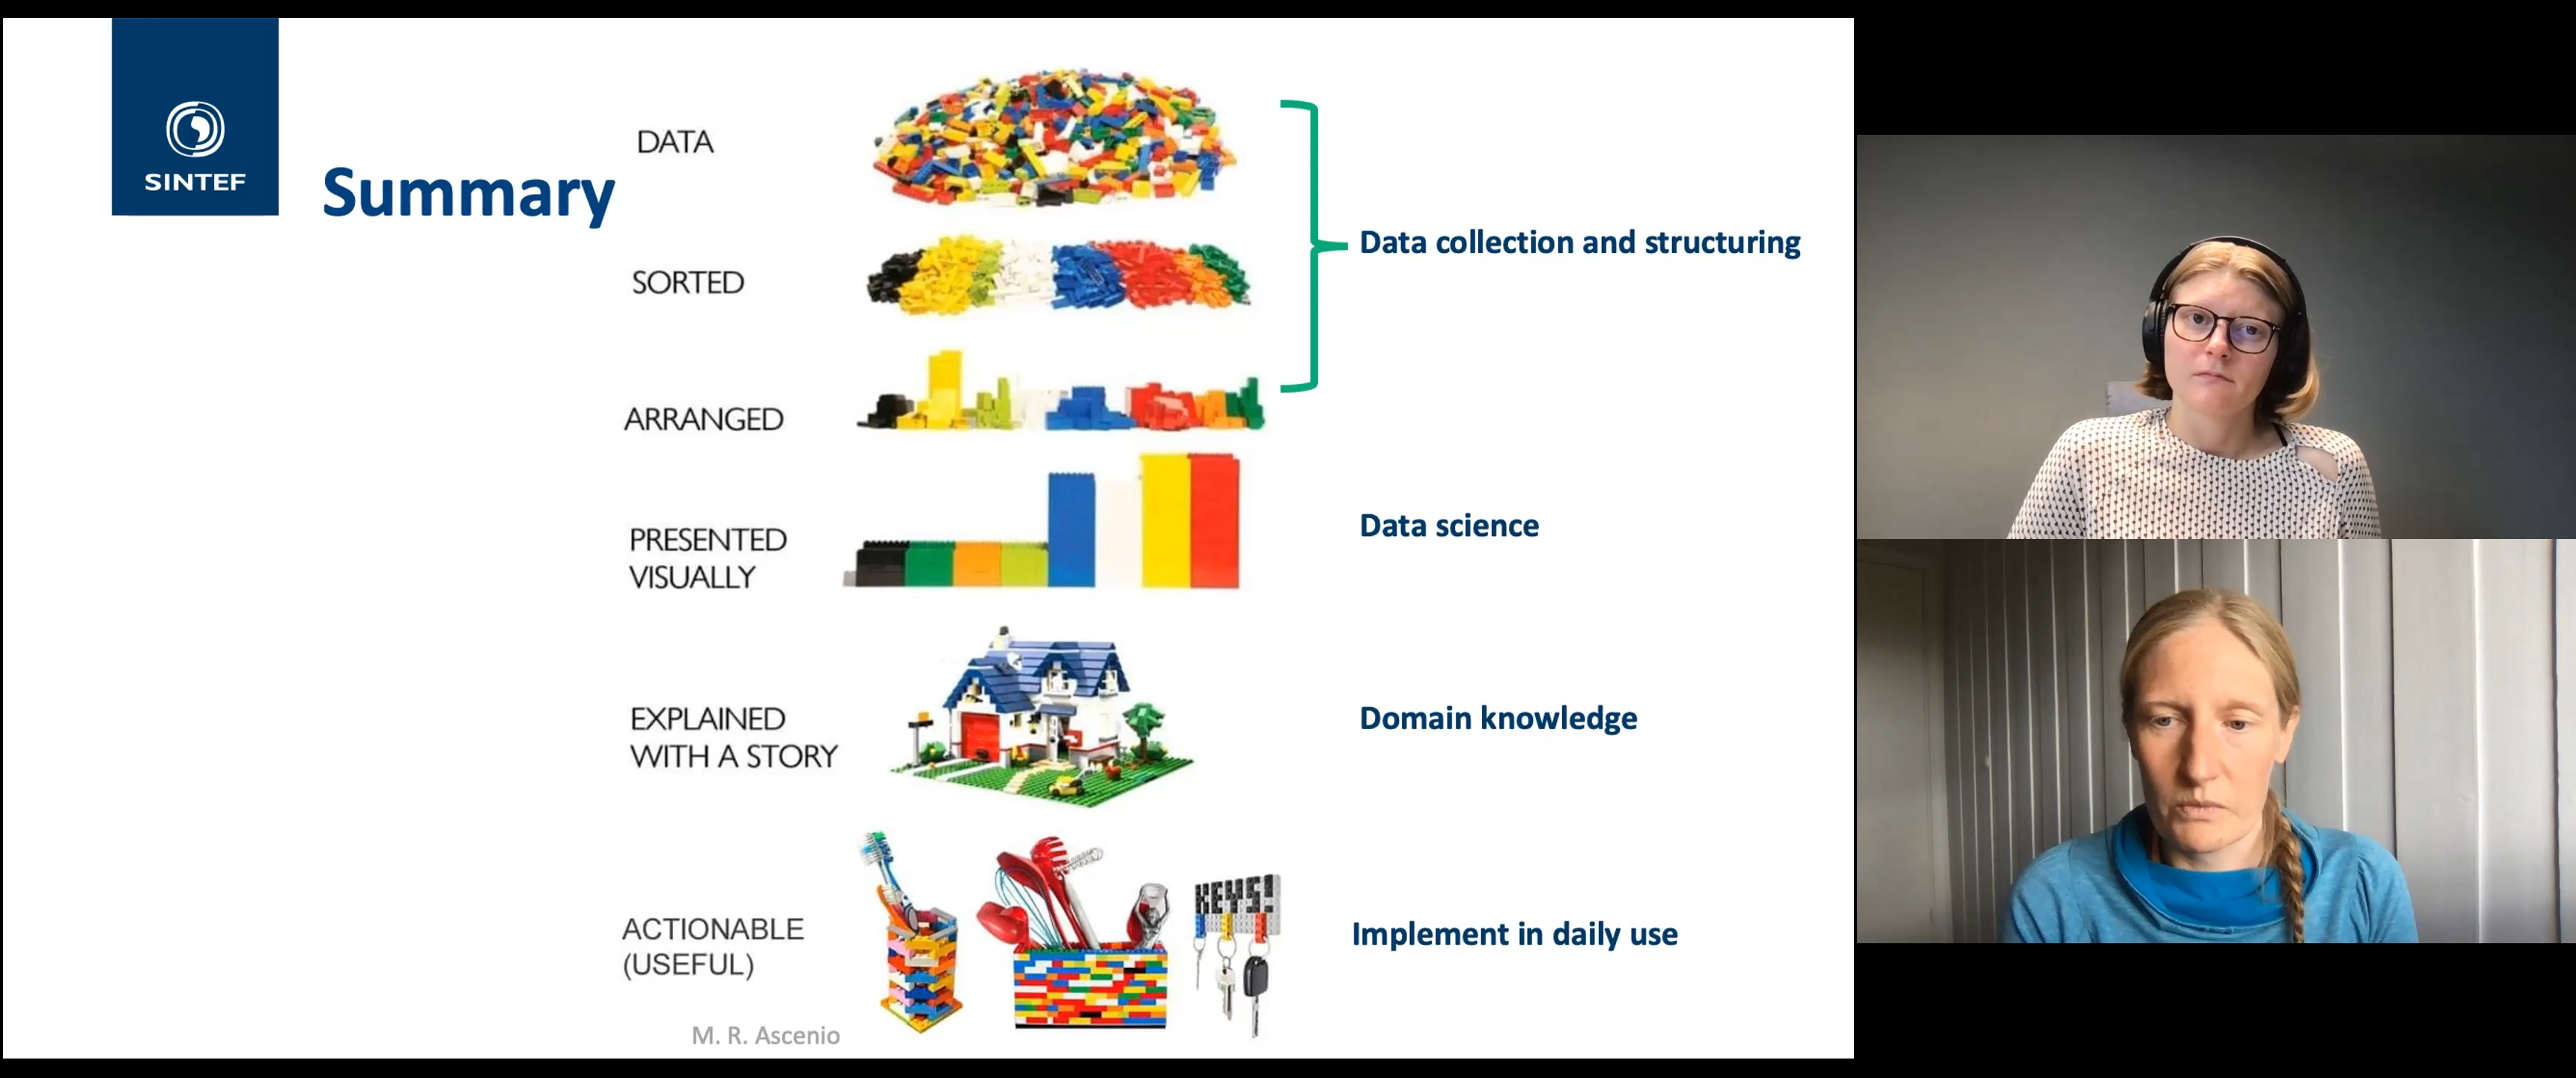 SINTEF
Summary
DATA
SORTED
ARRANGED
Data collection and structuring
PRESENTED
VISUALLY
Data science
EXPLAINED
WITH A STORY
Domain knowledge
ACTIONABLE
(USEFUL)
KEYS!
Implement in daily use
M. R. Ascenio